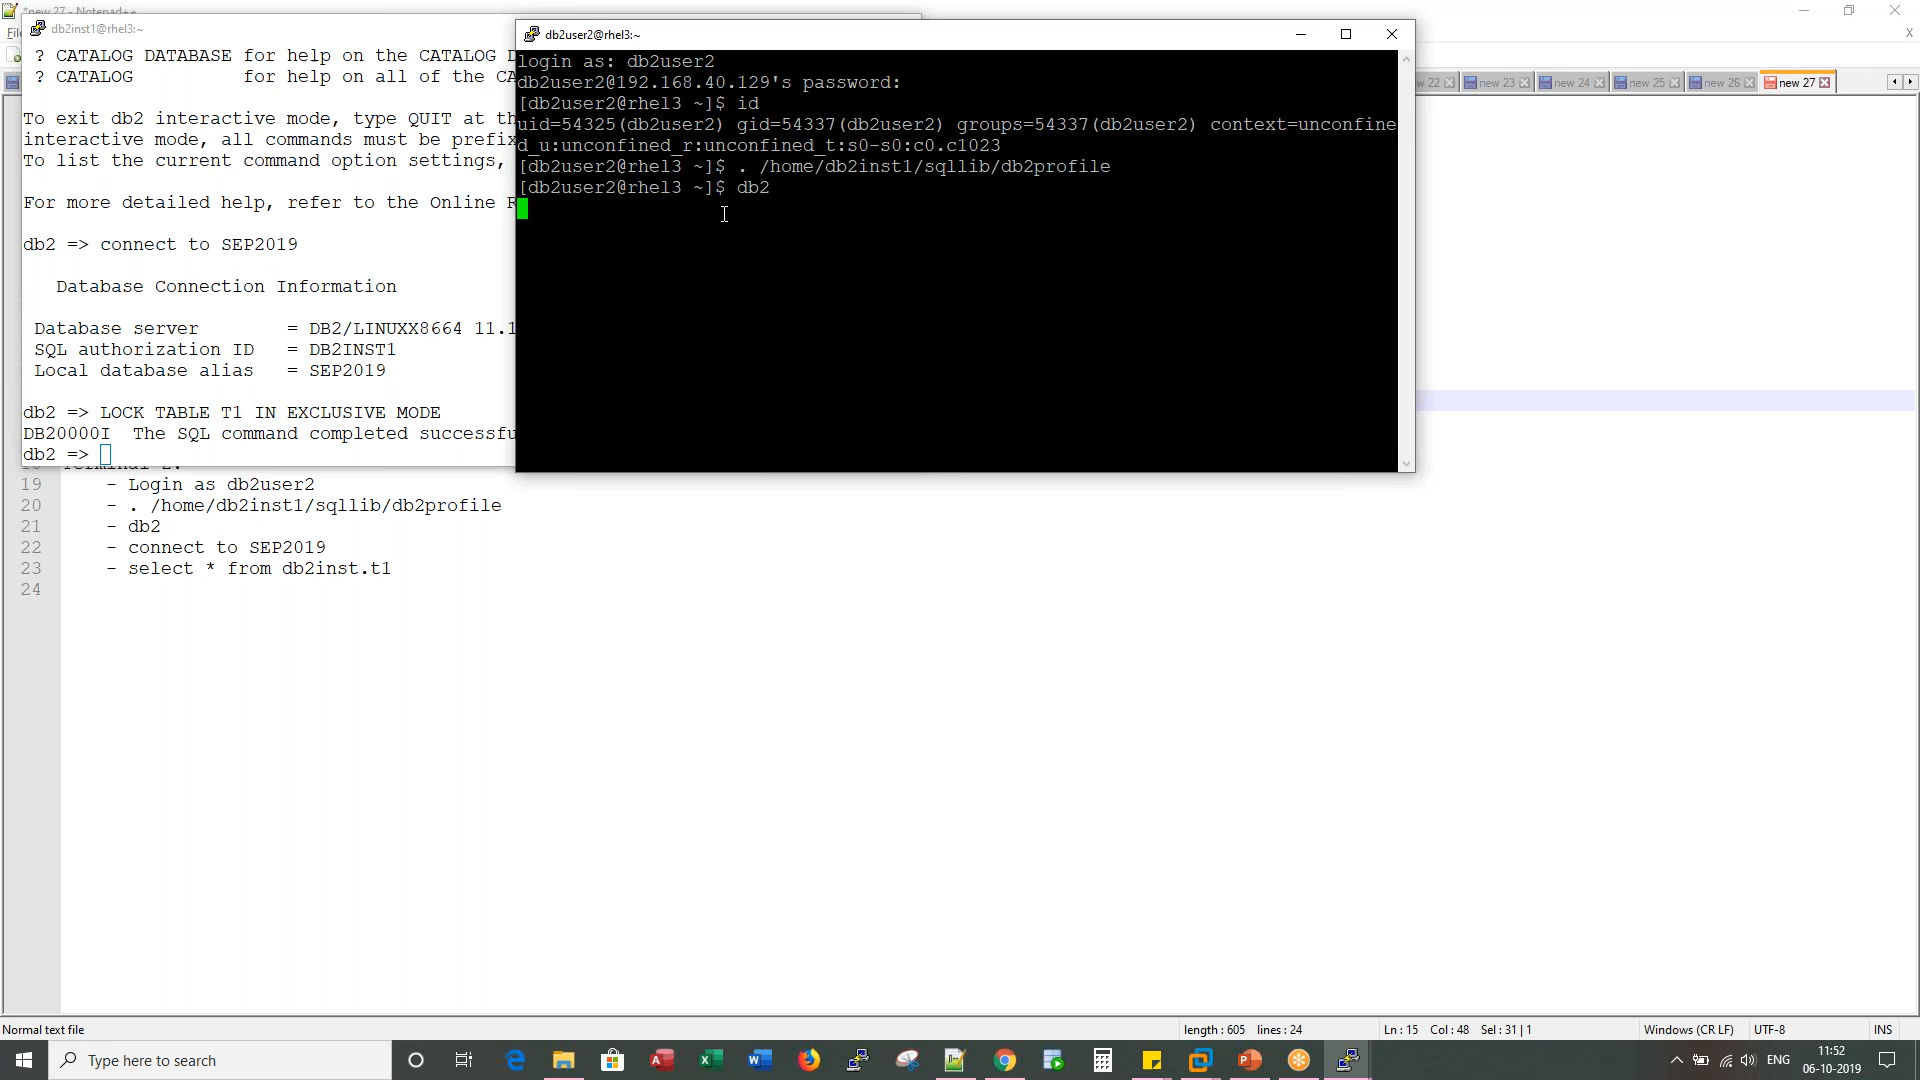 *new 27 - Notepad++
db2inst1@rhel3:~
? CATALOG DATABASE for help on the CATALOG D
? CATALOG          for help on all of the CA
To exit db2 interactive mode, type QUIT at th
interactive mode, all commands must be prefix
To list the current command option settings,
For more detailed help, refer to the Online R
db2 => connect to SEP2019
Database Connection Information
Database server        = DB2/LINUXX8664 11.1
SQL authorization ID   = DB2INST1
Local database alias   = SEP2019
db2 => LOCK TABLE T1 IN EXCLUSIVE MODE
DB20000I  The SQL command completed successfu
db2 =>
db2user2@rhel3:~
login as: db2user2
db2user2@192.168.40.129's password:
[db2user2@rhel3 ~]$ id
uid=54325(db2user2) gid=54337(db2user2) groups=54337(db2user2) context=unconfine
d_u:unconfined_r:unconfined_t:s0-s0:c0.c1023
[db2user2@rhel3 ~]$ . /home/db2inst1/sqllib/db2profile
[db2user2@rhel3 ~]$ db2
22 new 23 new 24 new 25 new 26 new 27
19 - Login as db2user2
20 - . /home/db2inst1/sqllib/db2profile
21 - db2
22 - connect to SEP2019
23 - select * from db2inst.t1
24
Normal text file length : 605 lines : 24 Ln : 15 Col : 48 Sel : 31 | 1 Windows (CR LF) UTF-8 INS
Type here to search
ENG
11:52
06-10-2019